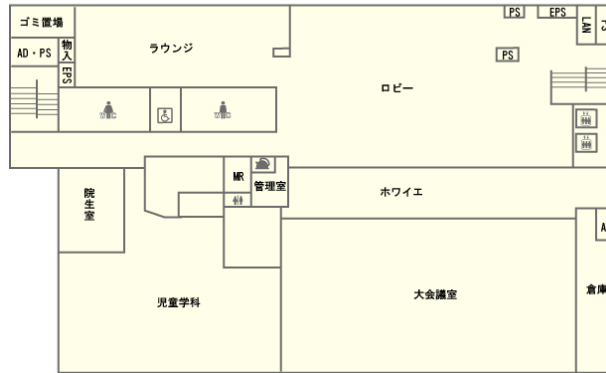 ゴミ置場
ラウンジ
PS
EPS
LAN
AD・PS
物入
EPS
PS
ロビー
MR
管理室
院生室
ホワイエ
児童学科
大会議室
倉庫